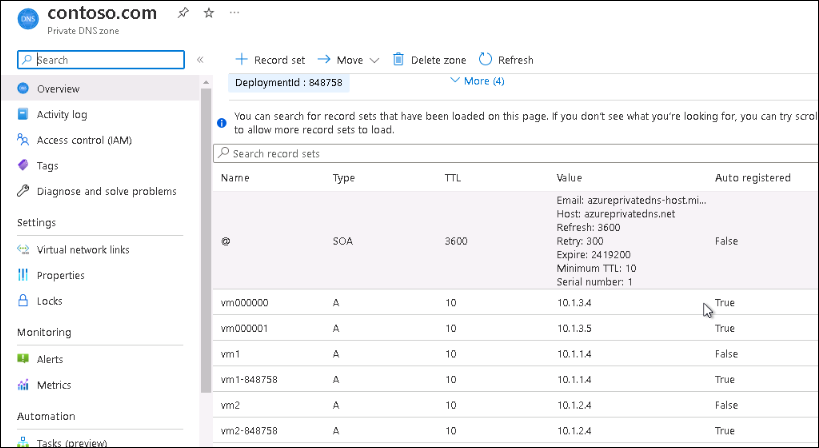 contoso.com
Private DNS zone
Search
Record set Move Delete zone Refresh
DeploymentId : 848758 More (4)
Overview
Activity log
Access control (IAM)
Tags
Diagnose and solve problems
Settings
Virtual network links
Properties
Locks
Monitoring
Alerts
Metrics
Automation
Tasks (preview)
You can search for record sets that have been loaded on this page. If you don't see what you're looking for, you can try scrol
to allow more record sets to load.
Search record sets
Name Type TTL Value Auto registered
Email: azureprivatedns-host.mi...
Host: azureprivatedns.net
Refresh: 3600
@ SOA 3600 Retry: 300 False
Expire: 2419200
Minimum TTL: 10
Serial number: 1
vm000000 A 10 10.1.3.4 True
vm000001 A 10 10.1.3.5 True
vm1 A 10 10.1.1.4 False
vm1-848758 A 10 10.1.1.4 True
vm2 A 10 10.1.2.4 False
vm2-848758 A 10 10.1.2.4 True